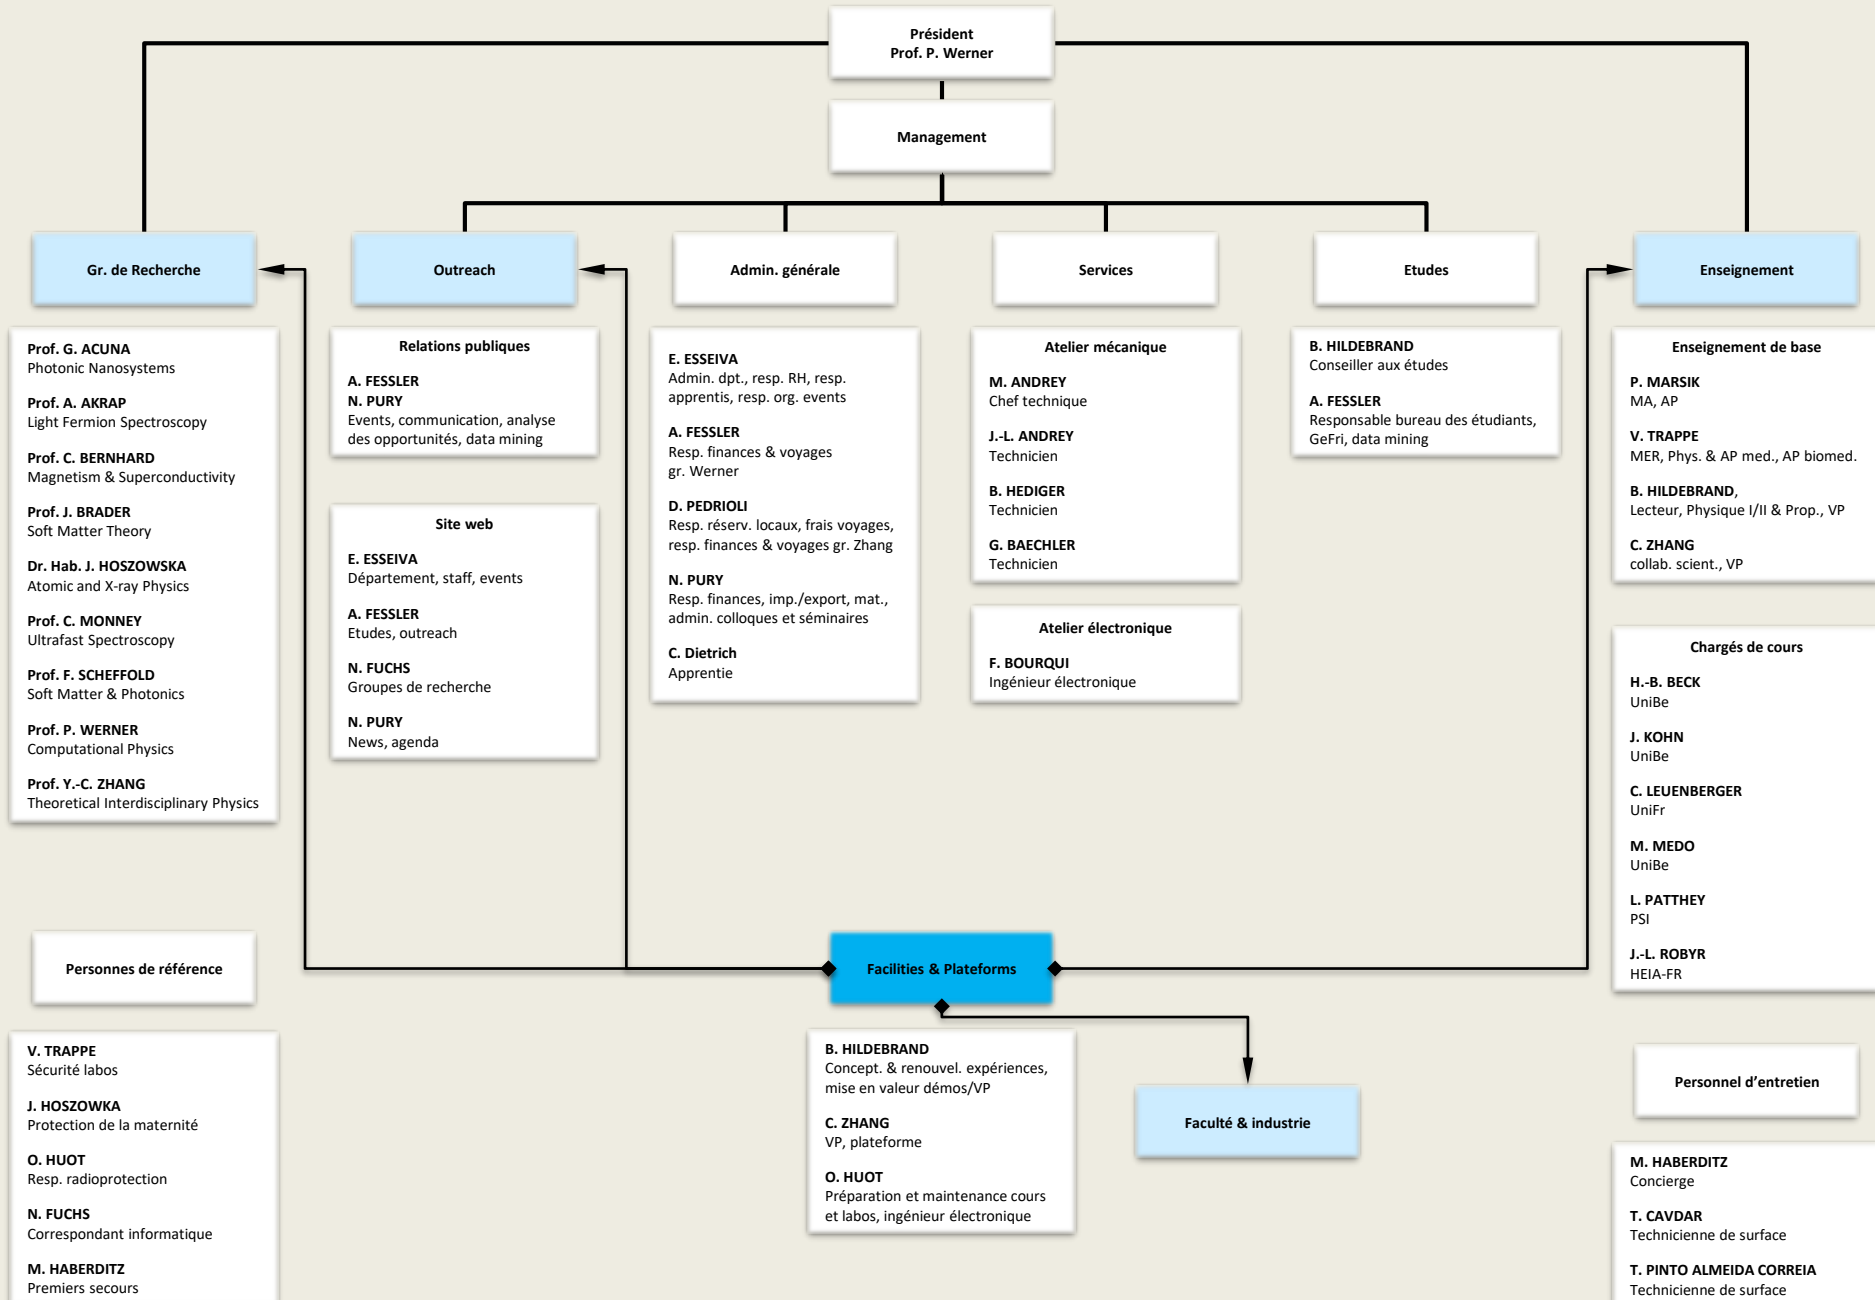 Président
Prof. P. Werner
Management
Gr. de Recherche
Outreach
Admin. générale
Services
Etudes
Enseignement
Prof. G. ACUNA
Photonic Nanosystems
Prof. A. AKRAP
Light Fermion Spectroscopy
Prof. C. BERNHARD
Magnetism & Superconductivity
Prof. J. BRADER
Soft Matter Theory
Dr. Hab. J. HOSZOWSKA
Atomic and X-ray Physics
Prof. C. MONNEY
Ultrafast Spectroscopy
Prof. F. SCHEFFOLD
Soft Matter & Photonics
Prof. P. WERNER
Computational Physics
Prof. Y.-C. ZHANG
Theoretical Interdisciplinary Physics
Relations publiques
A. FESSLER
N. PURY
Events, communication, analyse
des opportunités, data mining
Site web
E. ESSEIVA
Département, staff, events
A. FESSLER
Etudes, outreach
N. FUCHS
Groupes de recherche
N. PURY
News, agenda
E. ESSEIVA
Admin. dpt., resp. RH, resp.
apprentis, resp. org. events
A. FESSLER
Resp. finances & voyages
gr. Werner
D. PEDRIOLI
Resp. réserv. locaux, frais voyages,
resp. finances & voyages gr. Zhang
N. PURY
Resp. finances, imp./export, mat.,
admin. colloques et séminaires
C. Dietrich
Apprentie
Atelier mécanique
M. ANDREY
Chef technique
J.-L. ANDREY
Technicien
B. HEDIGER
Technicien
G. BAECHLER
Technicien
Atelier électronique
F. BOURQUI
Ingénieur électronique
B. HILDEBRAND
Conseiller aux études
A. FESSLER
Responsable bureau des étudiants,
GeFri, data mining
Enseignement de base
P. MARSIK
MA, AP
V. TRAPPE
MER, Phys. & AP med., AP biomed.
B. HILDEBRAND,
Lecteur, Physique I/II & Prop., VP
C. ZHANG
collab. scient., VP
Chargés de cours
H.-B. BECK
UniBe
J. KOHN
UniBe
C. LEUENBERGER
UniFr
M. MEDO
UniBe
L. PATTHEY
PSI
J.-L. ROBYR
HEIA-FR
Personnes de référence
V. TRAPPE
Sécurité labos
J. HOSZOWKA
Protection de la maternité
O. HUOT
Resp. radioprotection
N. FUCHS
Correspondant informatique
M. HABERDITZ
Premiers secours
Facilities & Plateforms
B. HILDEBRAND
Concept. & renouvel. expériences,
mise en valeur démos/VP
C. ZHANG
VP, plateforme
O. HUOT
Préparation et maintenance cours
et labos, ingénieur électronique
Faculté & industrie
Personnel d’entretien
M. HABERDITZ
Concierge
T. CAVDAR
Technicienne de surface
T. PINTO ALMEIDA CORREIA
Technicienne de surface